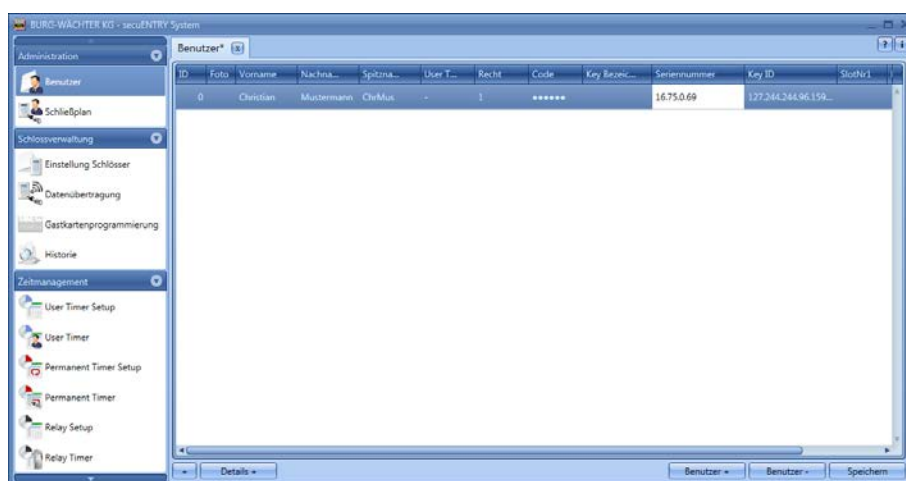 BURG-WÄCHTER KG - secuENTRY System
Administration
Benutzer
Schließplan
Schlossverwaltung
Einstellung Schlösser
Datenübertragung
Gastkartenprogrammierung
Historie
Zeitmanagement
User Timer Setup
User Timer
Permanent Timer Setup
Permanent Timer
Relay Setup
Relay Timer
Benutzer*
ID Foto Vorname Nachna... Spitzna... User T... Recht Code Key Bezeic... Seriennummer Key ID SlotNr1
0 Christian Mustermann ChrMus - 1 •••••• 16.75.0.69 127.244.244.96.159...
Details +
Benutzer + Benutzer - Speichern